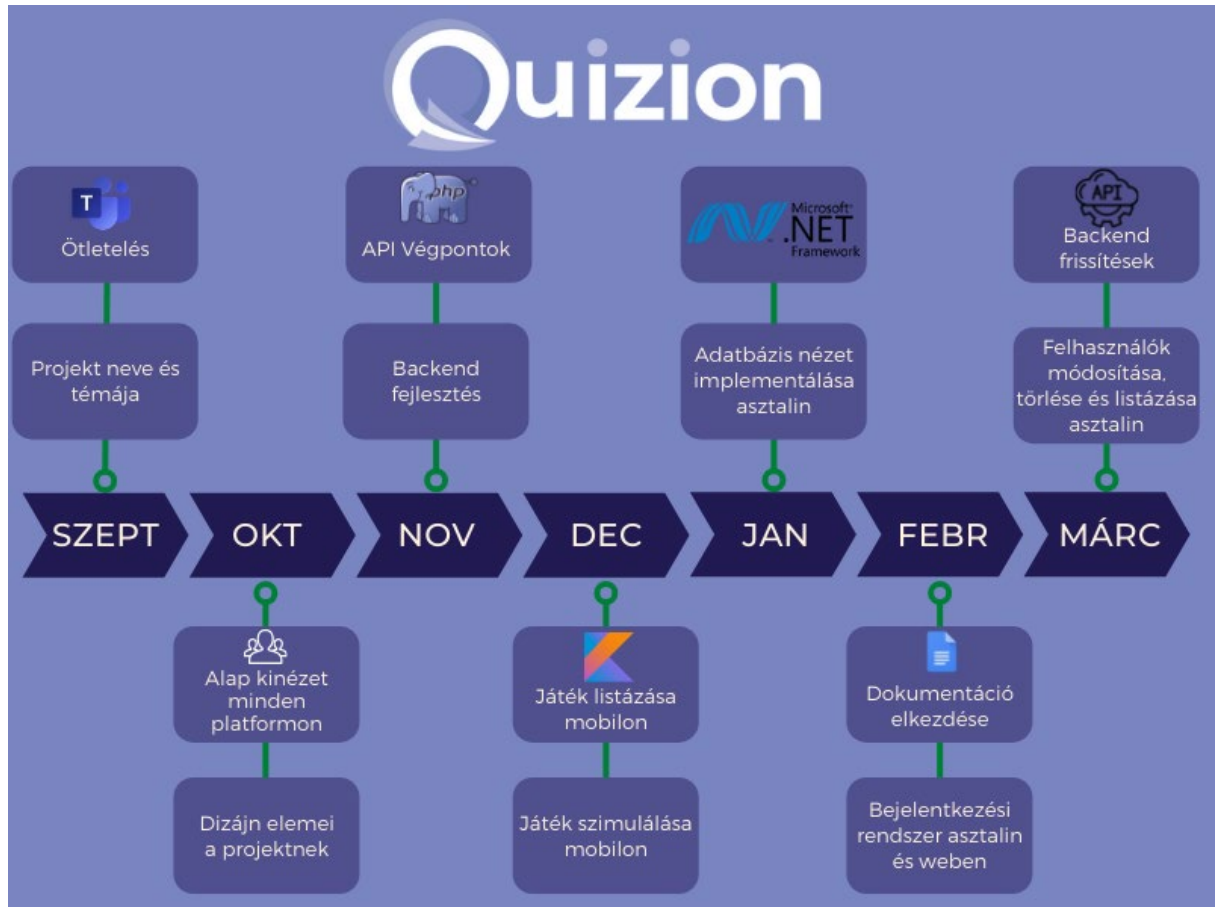 Quizion
T
Ötletelés
php
API Végpontok
Microsoft
.NET
Framework
API
Backend
frissítések
Projekt neve és
témája
Backend
fejlesztés
Adatbázis nézet
implementálása
asztalin
Felhasználók
módosítása,
törlése és listázása
asztalin
SZEPT
OKT
NOV
DEC
JAN
FEBR
MÁRC
Alap kinézet
minden
platformon
Játék listázása
mobilon
Dokumentáció
elkezdése
Dizájn elemei
a projektnek
Játék szimulálása
mobilon
Bejelentkezési
rendszer asztalin
és weben